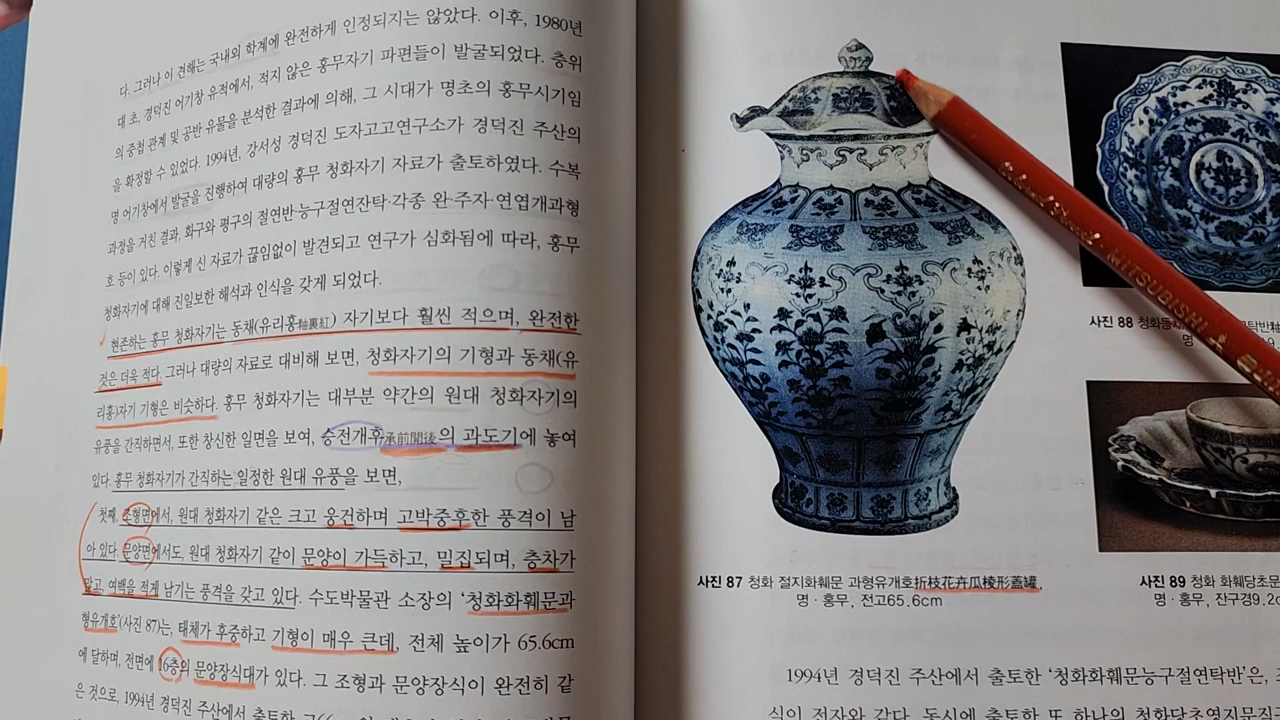 다. 그러나 이 견해는 국내외 학계에 완전하게 인정되지는 않았다. 이후, 1980년
대 초, 경덕진 어기창 유적에서, 적지 않은 홍무자기 파편들이 발굴되었다. 층위
의 중첩 관계 및 공반 유물을 분석한 결과에 의해, 그 시대가 명초의 홍무시기임
을 확정할 수 있었다. 1994년, 강서성 경덕진 도자고고연구소가 경덕진 주산의
명 어기창에서 발굴을 진행하여 대량의 홍무 청화자기 자료가 출토하였다. 수복
과정을 거친 결과, 화구와 평구의 절연반·능구절연잔탁·각종 완·주자·연엽개과형
호 등이 있다. 이렇게 신 자료가 끊임없이 발견되고 연구가 심화됨에 따라, 홍무
청화자기에 대해 진일보한 해석과 인식을 갖게 되었다.
현존하는 홍무 청화자기는 동채(유리홍釉裏紅) 자기보다 훨씬 적으며, 완전한
것은 더욱 적다. 그러나 대량의 자료로 대비해 보면, 청화자기의 기형과 동채(유
리홍)자기 기형은 비슷하다. 홍무 청화자기는 대부분 약간의 원대 청화자기의
유풍을 간직하면서, 또한 창신한 일면을 보여, 승전개후承前開後의 과도기에 놓여
있다. 홍무 청화자기가 간직하는 일정한 원대 유풍을 보면,
첫째, 조형면에서, 원대 청화자기 같은 크고 웅건하며 고박중후한 풍격이 남
아 있다. 문양면에서도, 원대 청화자기 같이 문양이 가득하고, 밀집되며, 층차가
많고, 여백을 적게 남기는 풍격을 갖고 있다. 수도박물관 소장의 '청화화훼문과
형유개호'(사진 87)는, 태체가 후중하고 기형이 매우 큰데, 전체 높이가 65.6cm
에 달하며, 전면에 16층의 문양장식대가 있다. 그 조형과 문양장식이 완전히 같
은 것으로, 1994년 경덕진 주산에서 출토한
사진 87 청화 절지화훼문 과형유개호折枝花卉瓜棱形蓋罐,
명·홍무, 전고65.6cm
MITSUBISHI
사진 88 청화동
명
사진 89 청화 화훼당초문
명·홍무, 잔구경9.2c
1994년 경덕진 주산에서 출토한 '청화화훼문능구절연탁반'은,
식이 전자와 같다. 동시에 출토한 또 하나의 청화당초연지문